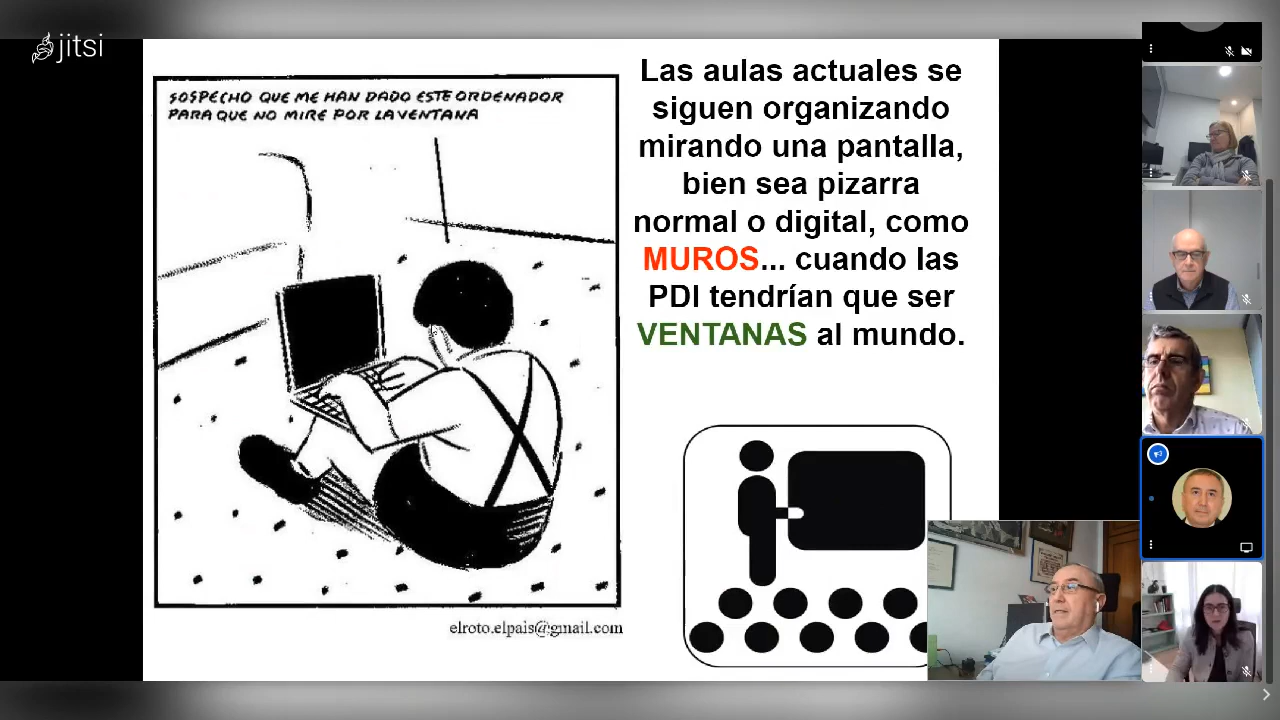 jitsi
SOSPECHO QUE ME HAN DADO ESTE ORDENADOR
PARA QUE NO MIRE POR LA VENTANA
elroto.elpais@gmail.com
Las aulas actuales se
siguen organizando
mirando una pantalla,
bien sea pizarra
normal o digital, como
MUROS... cuando las
PDI tendrían que ser
VENTANAS al mundo.